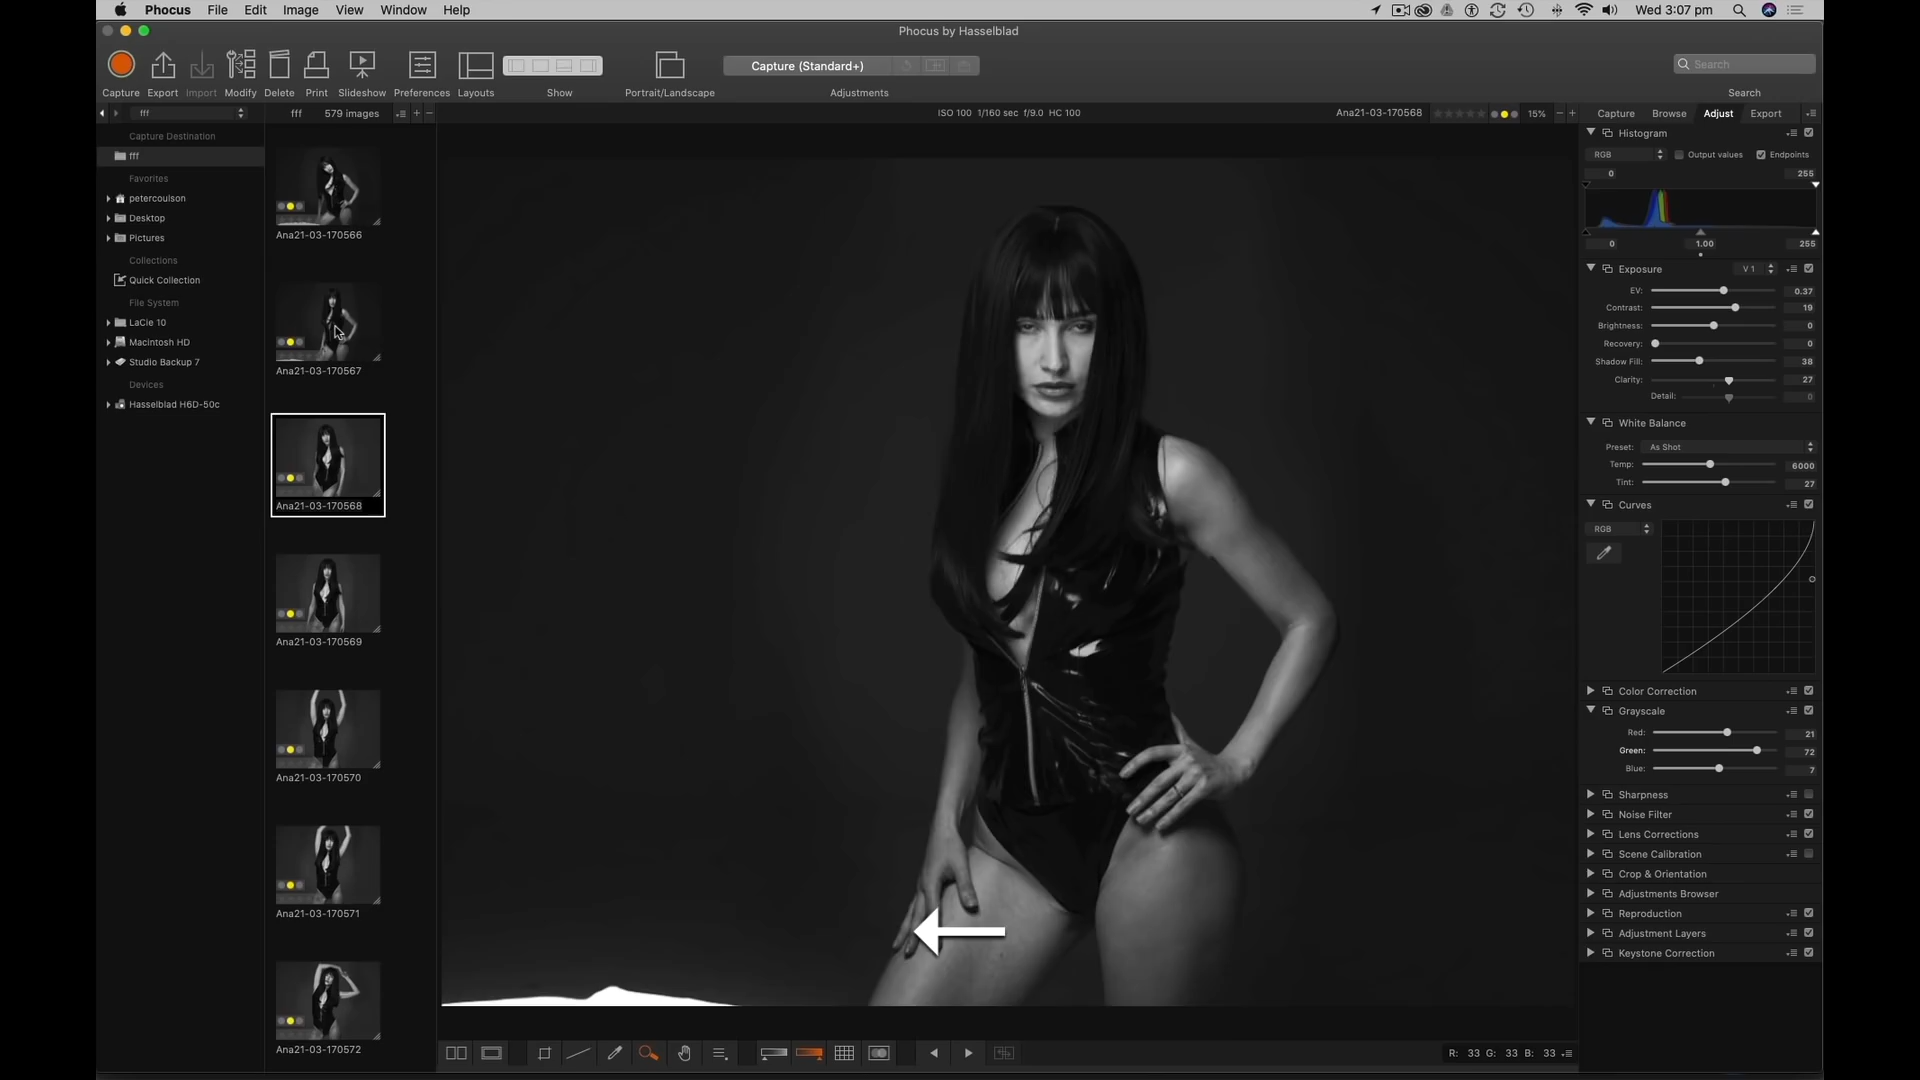 Phocus File Edit Image View Window Help
Wed 3:07 pm
Phocus by Hasselblad
Capture (Standard+)
Search
Capture Export Import Modify Delete Print Slideshow Preferences Layouts Show Portrait/Landscape Adjustments Search
fff
fff 579 images
ISO 100 1/160 sec f/9.0 HC 100
Ana21-03-170568
15%
Capture Browse Adjust Export
Capture Destination
fff
Favorites
petercoulson
Desktop
Pictures
Collections
Quick Collection
File System
LaCie 10
Macintosh HD
Studio Backup 7
Devices
Hasselblad H6D-50c
Ana21-03-170566
Ana21-03-170567
Ana21-03-170568
Ana21-03-170569
Ana21-03-170570
Ana21-03-170571
Ana21-03-170572
Histogram
RGB Output values Endpoints
0 255
0 1.00 255
Exposure V 1
EV: 0.37
Contrast: 19
Brightness: 0
Recovery: 0
Shadow Fill: 38
Clarity: 27
Detail: 0
White Balance
Preset: As Shot
Temp: 6000
Tint: 27
Curves
RGB
Color Correction
Grayscale
Red: 21
Green: 72
Blue: 7
Sharpness
Noise Filter
Lens Corrections
Scene Calibration
Crop & Orientation
Adjustments Browser
Reproduction
Adjustment Layers
Keystone Correction
R: 33 G: 33 B: 33